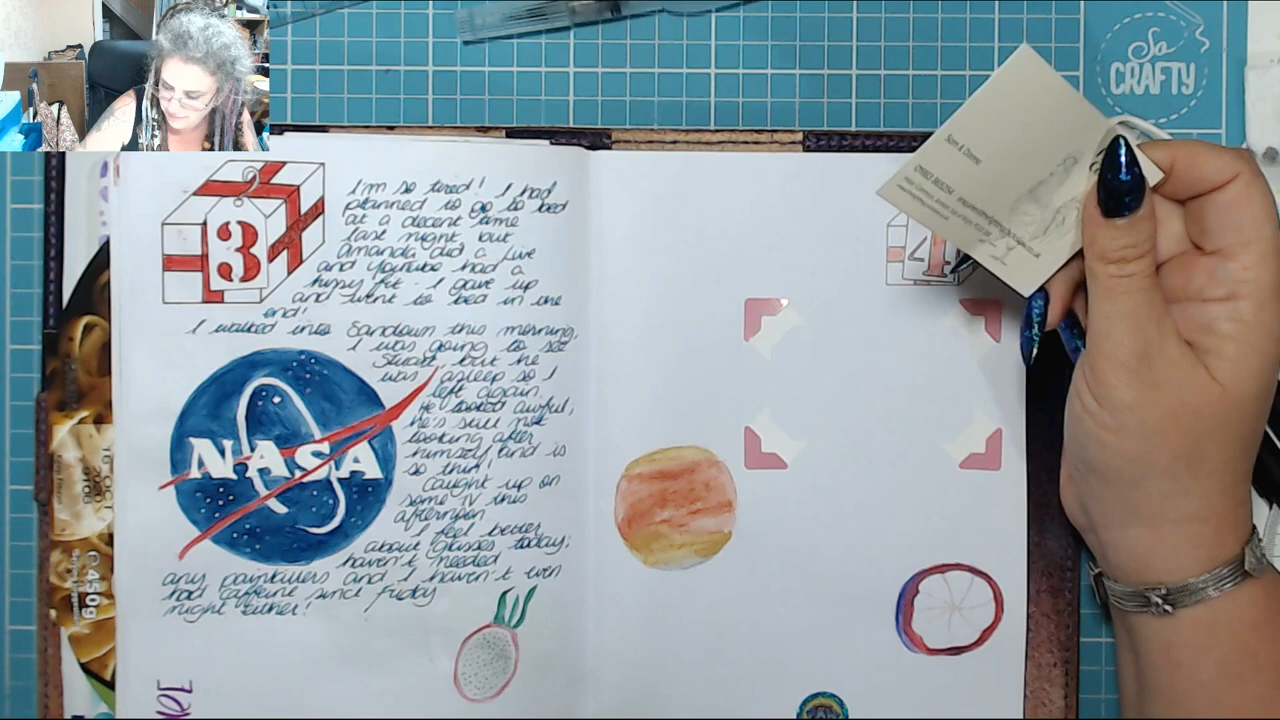 So
CRAFTY
3
I'm so tired! I had
planned to go to bed
at a decent time
last night but
Amanda did a live
and YouTube had a
hissy fit. I gave up
and went to bed in the
end!
I walked into Sandown this morning,
I was going to see
Stuart but he
was asleep so I
left again.
He looked awful,
he's still not
looking after
himself and is
so thin!
Caught up on
some TV this
afternoon
I feel better
about glasses today,
haven't needed
any painkillers and I haven't even
had caffeine since friday
night either!
NASA
4
450g